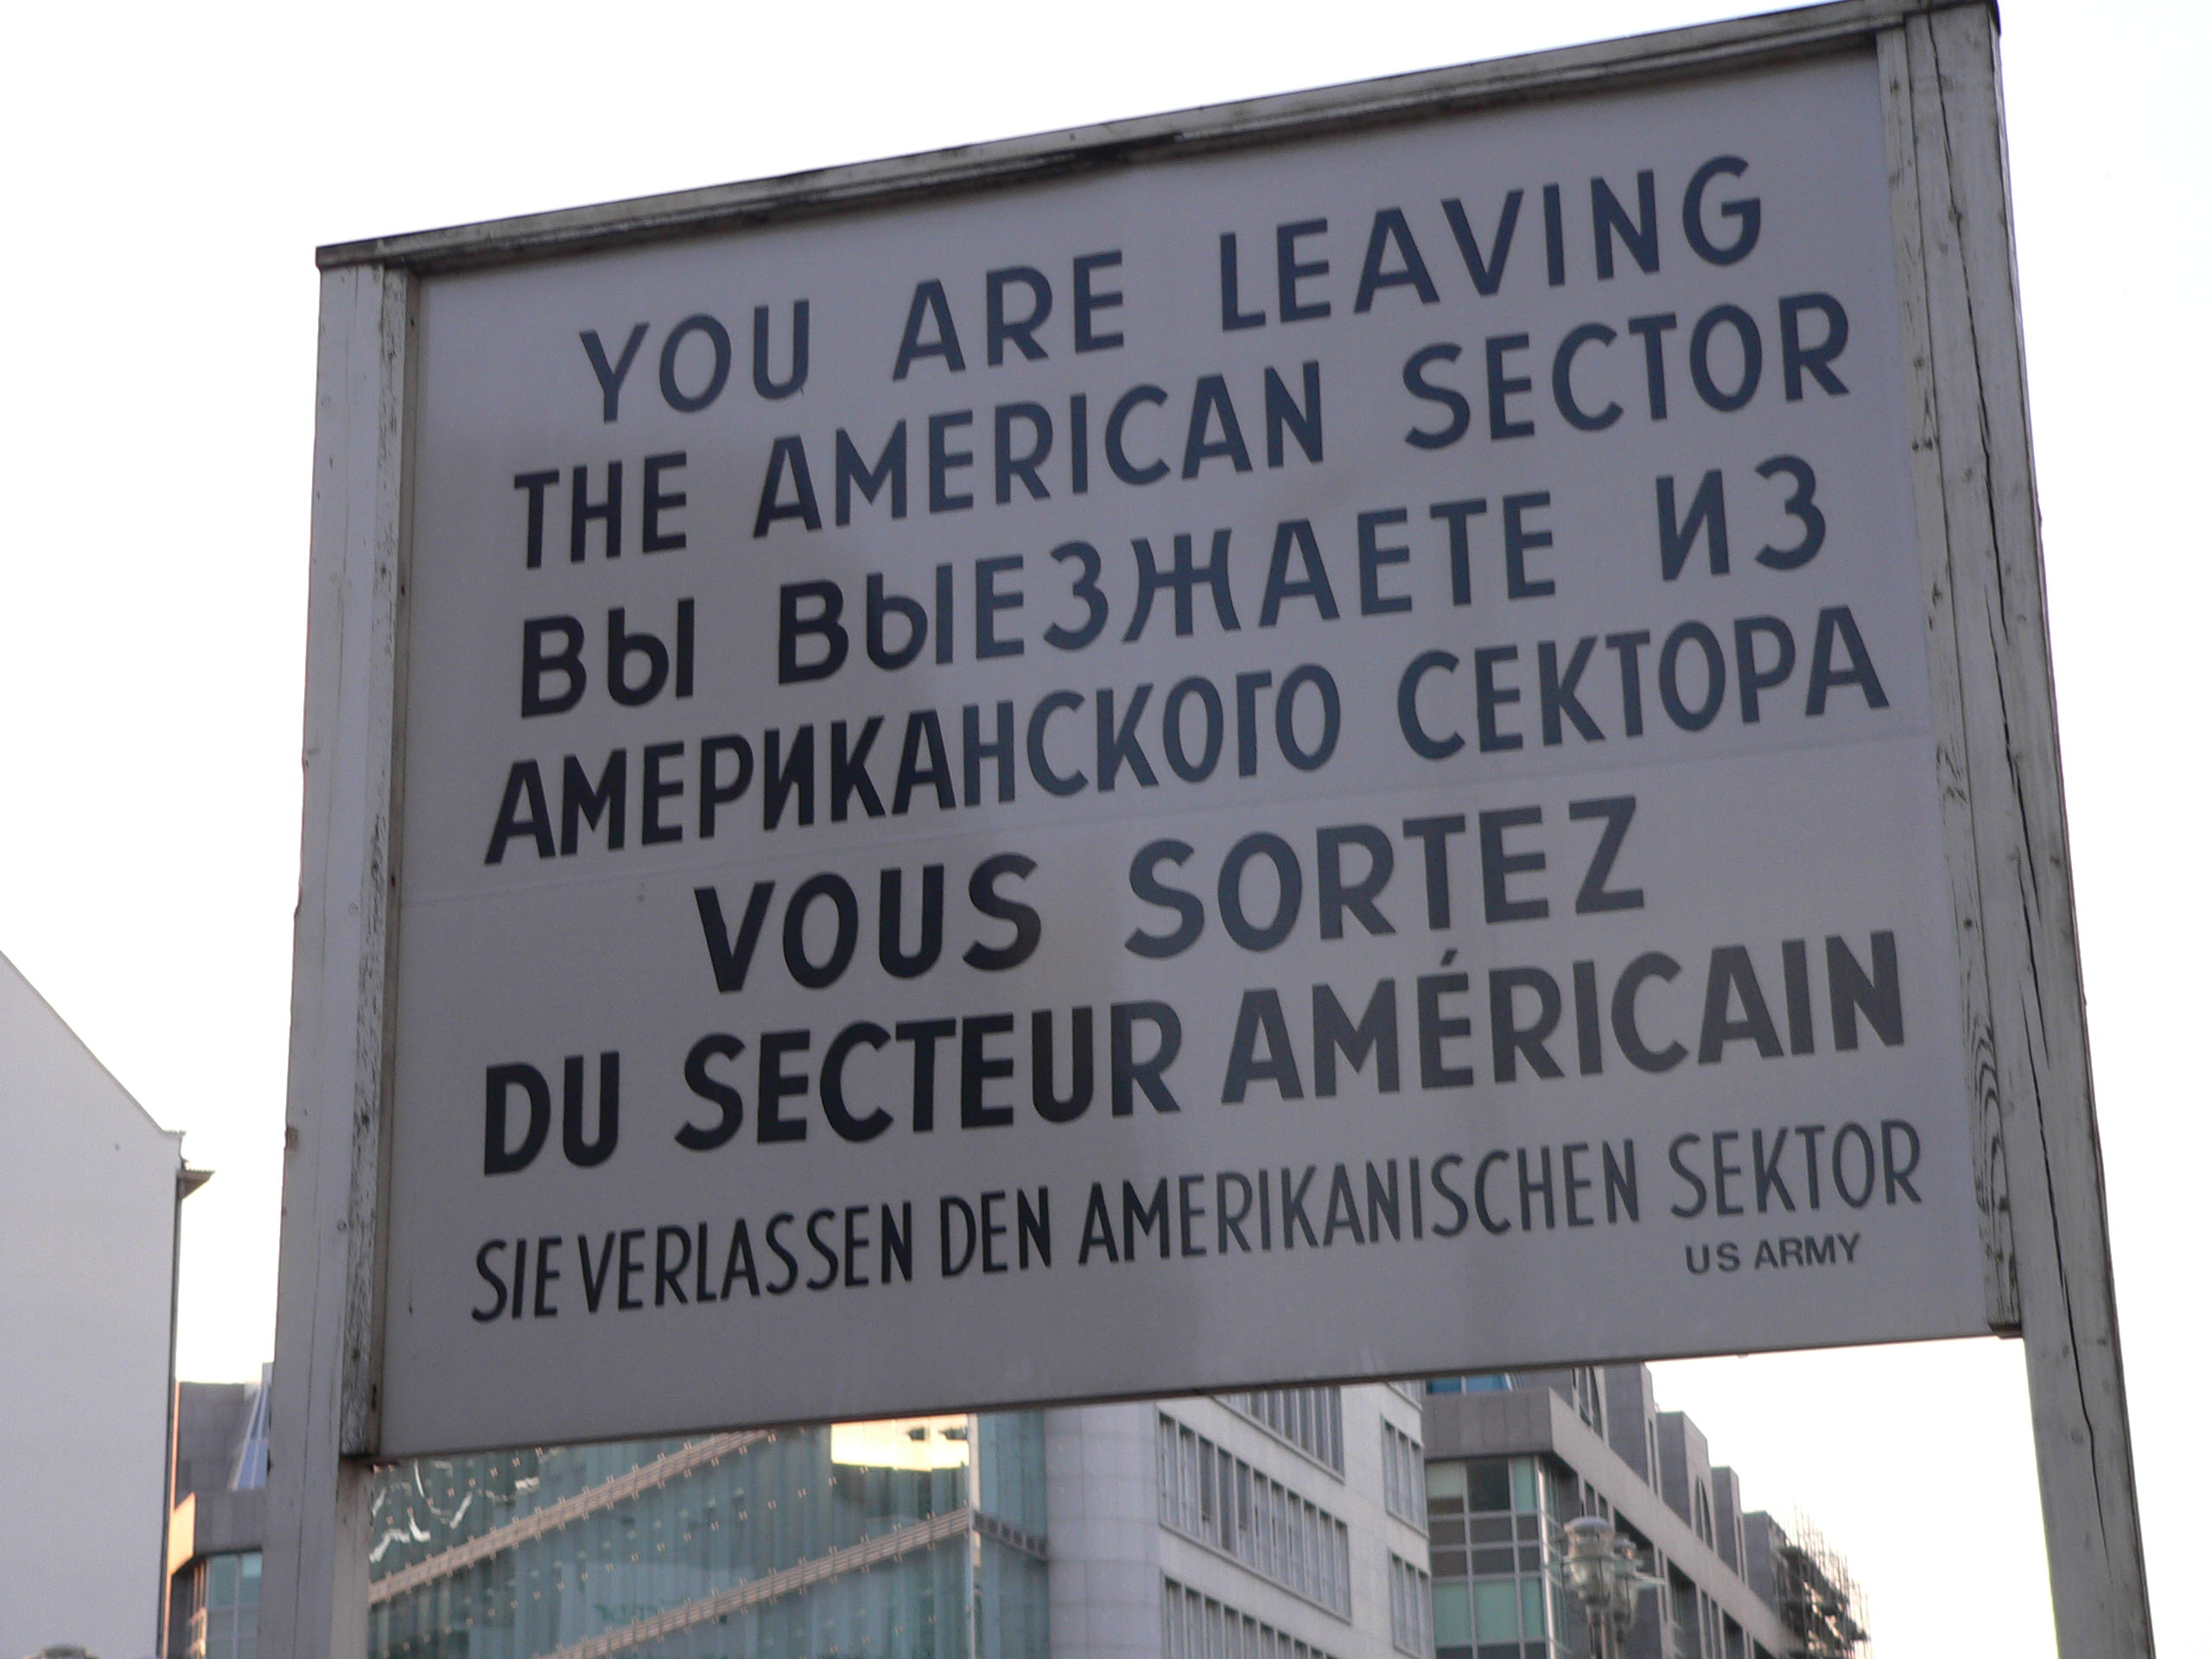 YOU ARE LEAVING
THE AMERICAN SECTOR
ВЫ ВЫЕЗЖАЕТЕ ИЗ
АМЕРИКАНСКОГО СЕКТОРА
VOUS SORTEZ
DU SECTEUR AMÉRICAIN
SIE VERLASSEN DEN AMERIKANISCHEN SEKTOR
US ARMY